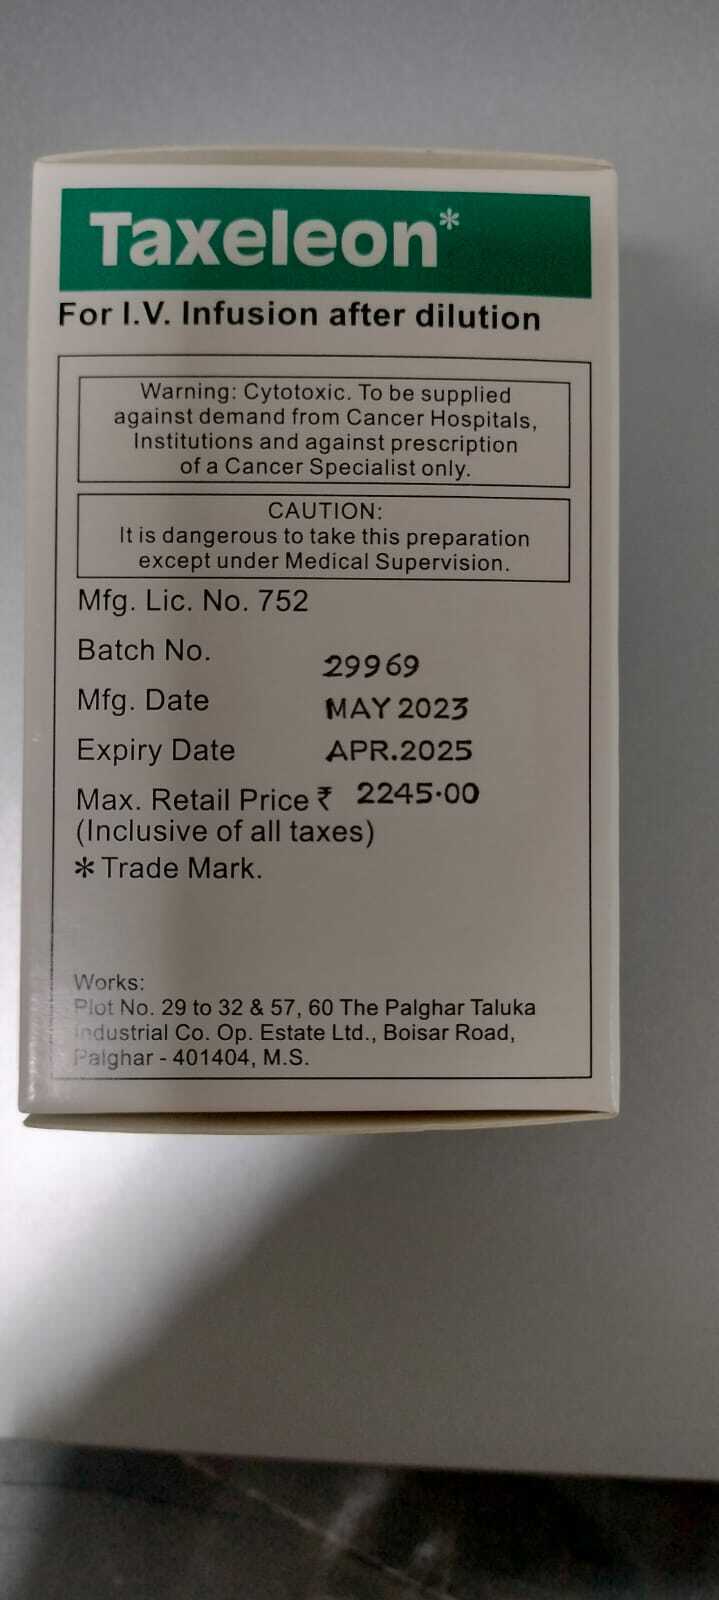 Taxeleon*
For I.V. Infusion after dilution
Warning: Cytotoxic. To be supplied
against demand from Cancer Hospitals,
Institutions and against prescription
of a Cancer Specialist only.
CAUTION:
It is dangerous to take this preparation
except under Medical Supervision.
Mfg. Lic. No. 752
Batch No. 29969
Mfg. Date MAY 2023
Expiry Date APR.2025
Max. Retail Price ₹ 2245.00
(Inclusive of all taxes)
* Trade Mark.
Works:
Plot No. 29 to 32 & 57, 60 The Palghar Taluka
Industrial Co. Op. Estate Ltd., Boisar Road,
Palghar - 401404, M.S.